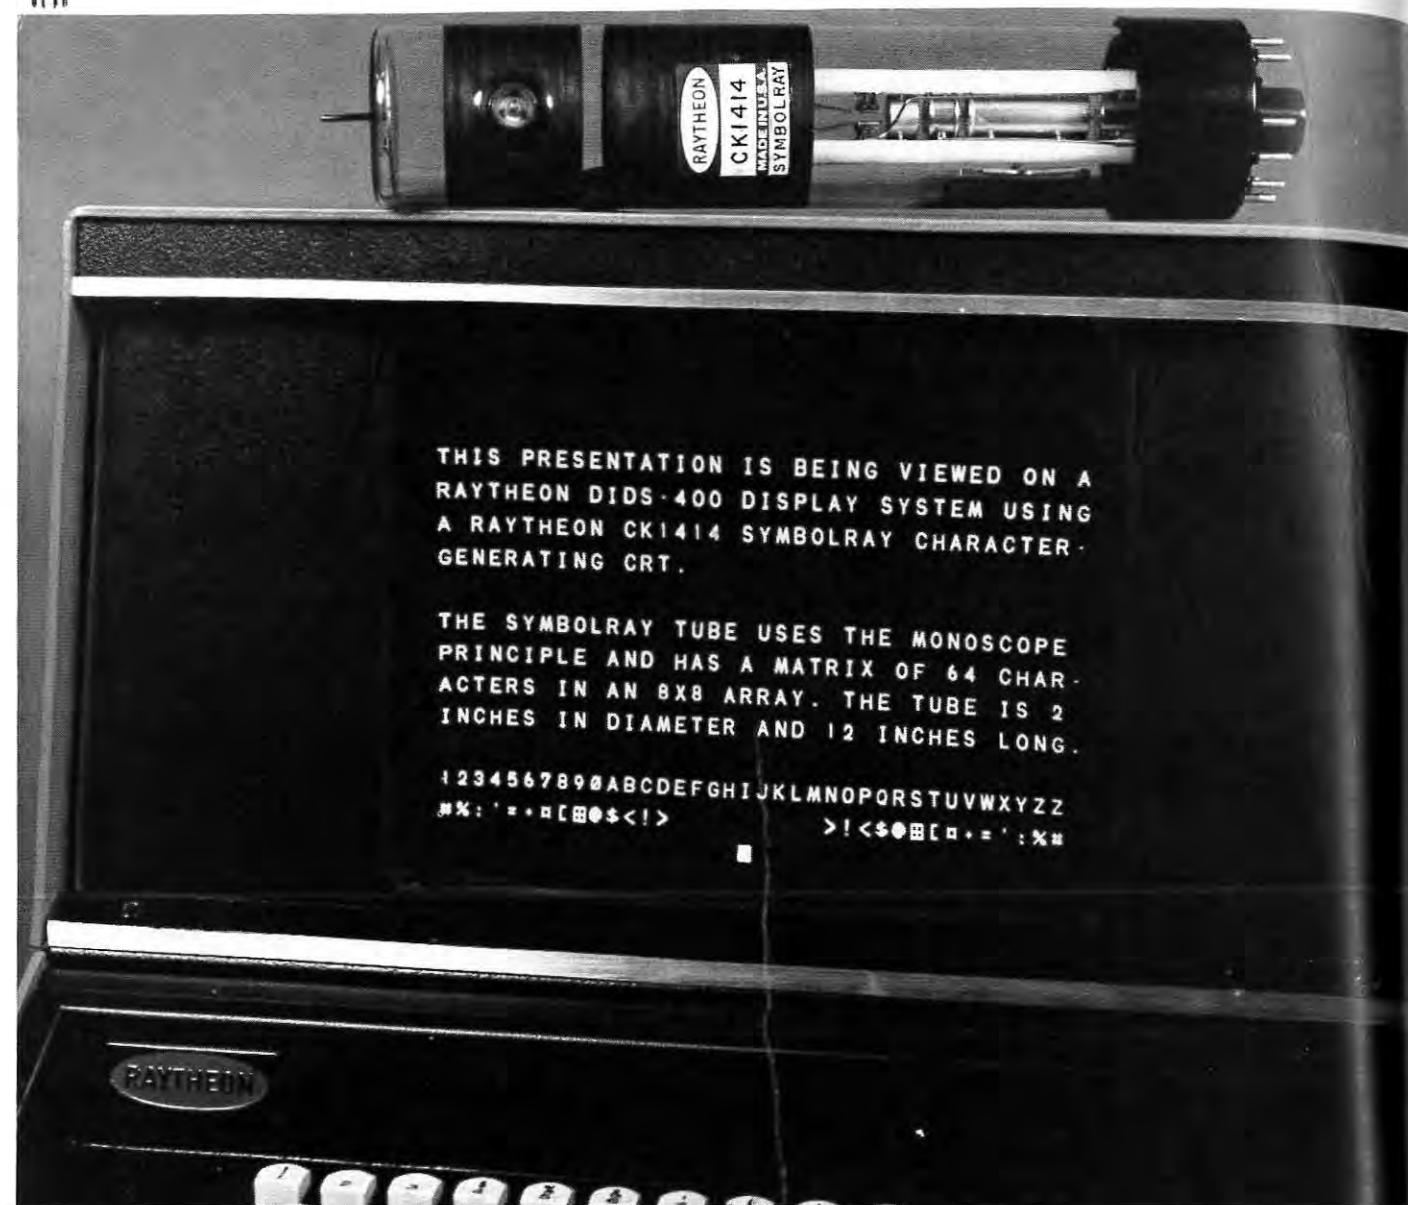 RAYTHEON
CK1414
MADE IN U.S.A.
SYMBOLRAY
THIS PRESENTATION IS BEING VIEWED ON A
RAYTHEON DIDS-400 DISPLAY SYSTEM USING
A RAYTHEON CK1414 SYMBOLRAY CHARACTER-
GENERATING CRT.
THE SYMBOLRAY TUBE USES THE MONOSCOPE
PRINCIPLE AND HAS A MATRIX OF 64 CHAR-
ACTERS IN AN 8X8 ARRAY. THE TUBE IS 2
INCHES IN DIAMETER AND 12 INCHES LONG.
1234567890ABCDEFGHIJKLMNOPQRSTUVWXYZZ
#%:'=+¤[⊞●$<!> >!<$●⊞[¤+=':%#
RAYTHEON